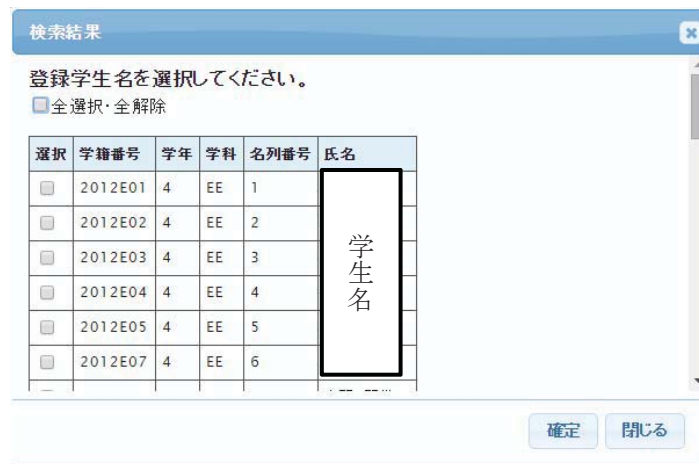 検索結果
登録学生名を選択してください。
全選択・全解除
選択 学籍番号 学年 学科 名列番号 氏名
2012E01 4 EE 1
2012E02 4 EE 2
2012E03 4 EE 3
2012E04 4 EE 4
2012E05 4 EE 5
2012E07 4 EE 6
学生名
確定 閉じる